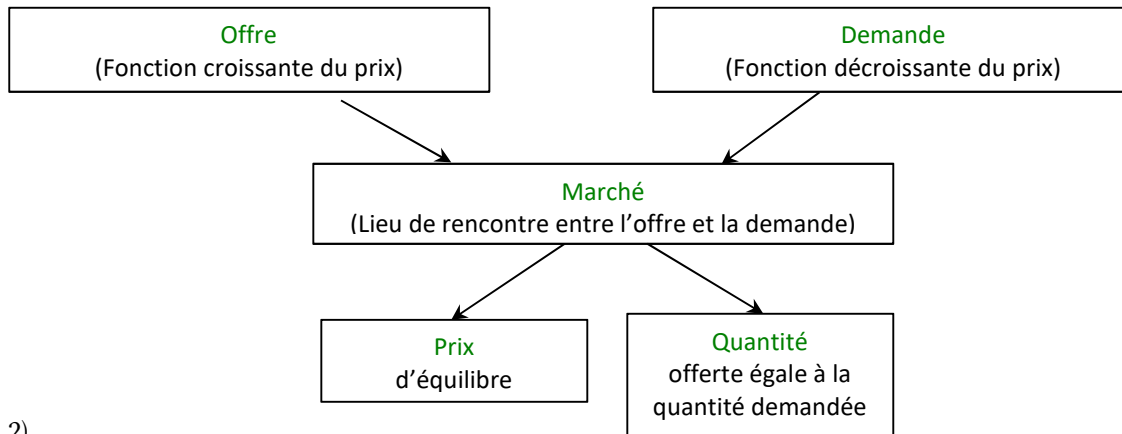 Offre
(Fonction croissante du prix)
Demande
(Fonction décroissante du prix)
Marché
(Lieu de rencontre entre l’offre et la demande)
Prix
d’équilibre
Quantité
offerte égale à la
quantité demandée
2)